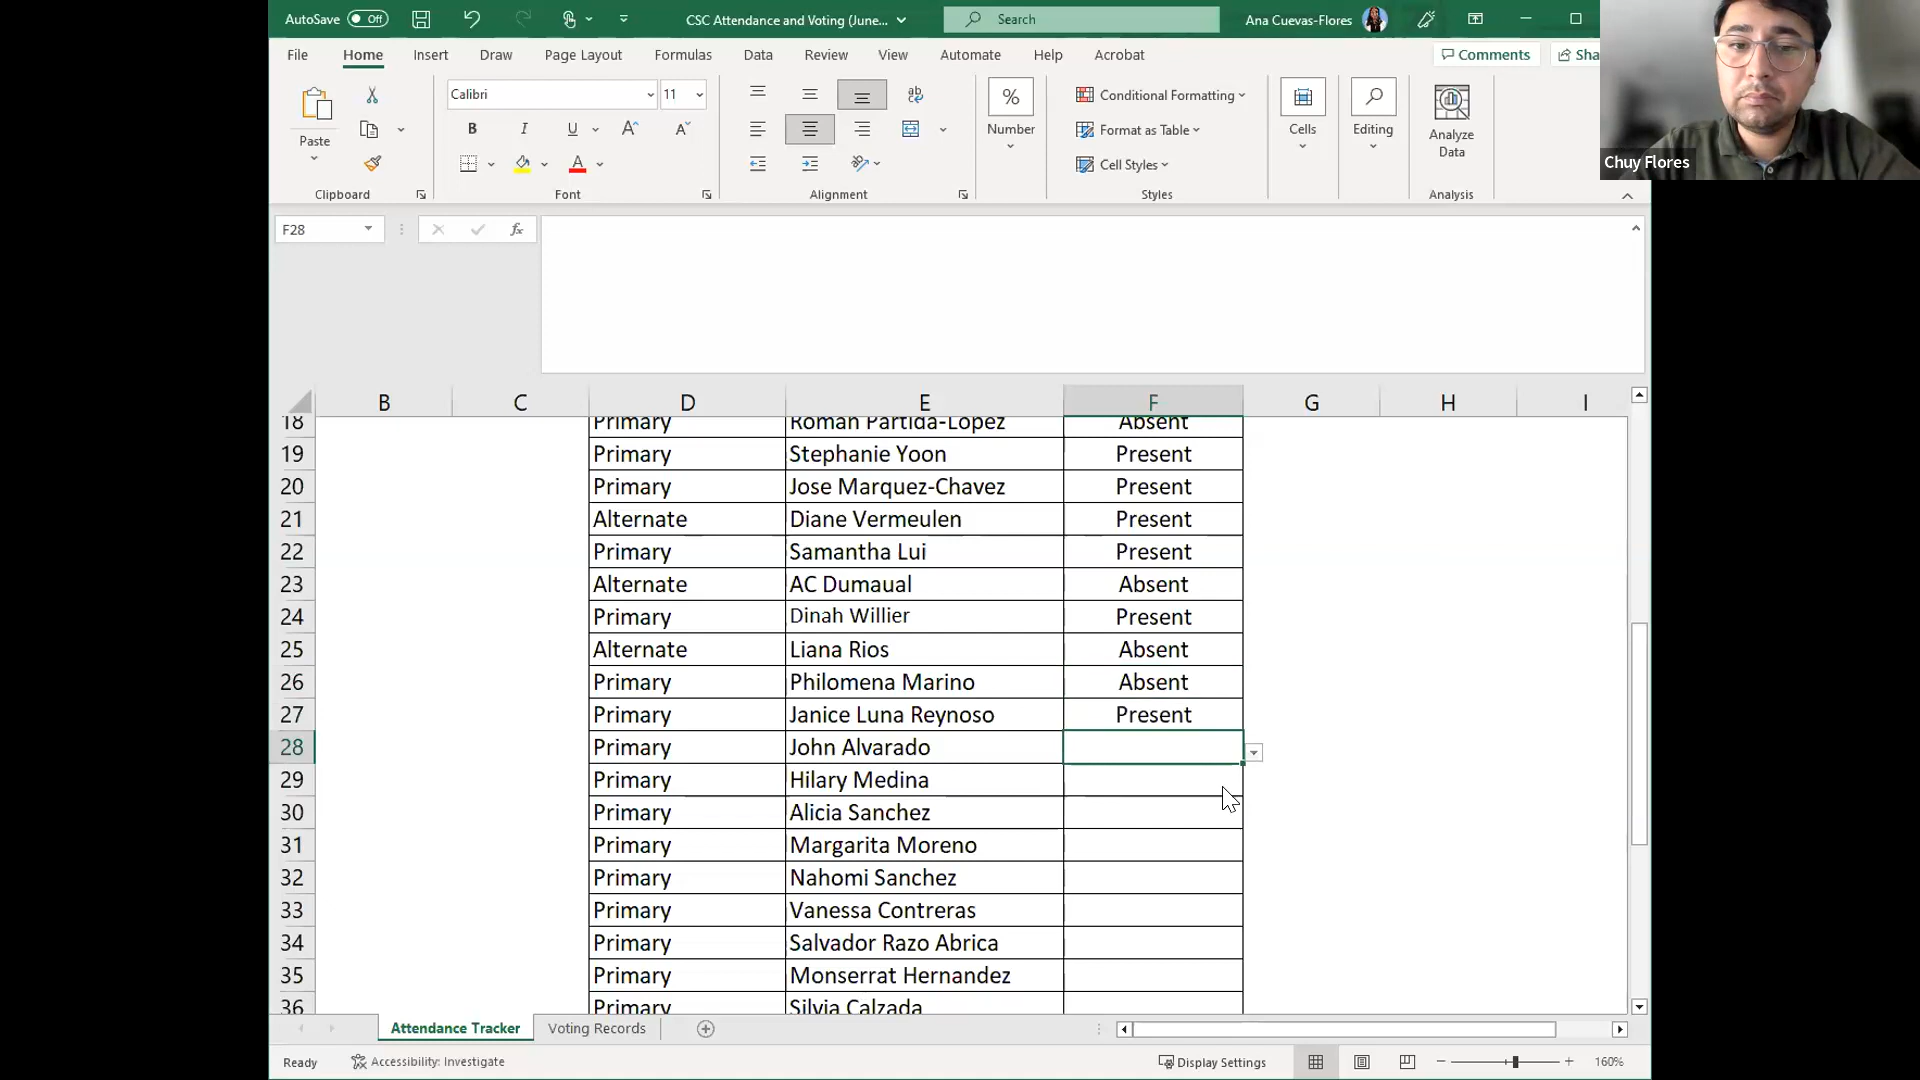 AutoSave Off CSC Attendance and Voting (June... Search Ana Cuevas-Flores
File Home Insert Draw Page Layout Formulas Data Review View Automate Help Acrobat Comments Sha
Calibri 11
Paste B I U A A A ab % Number Conditional Formatting Format as Table Cell Styles Cells Editing Analyze Data
Clipboard Font Alignment Styles Analysis
Chuy Flores
F28 fx
B C D E F G H I
18 Primary Roman Partida-Lopez Absent
19 Primary Stephanie Yoon Present
20 Primary Jose Marquez-Chavez Present
21 Alternate Diane Vermeulen Present
22 Primary Samantha Lui Present
23 Alternate AC Dumaual Absent
24 Primary Dinah Willier Present
25 Alternate Liana Rios Absent
26 Primary Philomena Marino Absent
27 Primary Janice Luna Reynoso Present
28 Primary John Alvarado
29 Primary Hilary Medina
30 Primary Alicia Sanchez
31 Primary Margarita Moreno
32 Primary Nahomi Sanchez
33 Primary Vanessa Contreras
34 Primary Salvador Razo Abrica
35 Primary Monserrat Hernandez
36 Primary Silvia Calzada
Attendance Tracker Voting Records
Ready Accessibility: Investigate Display Settings 160%